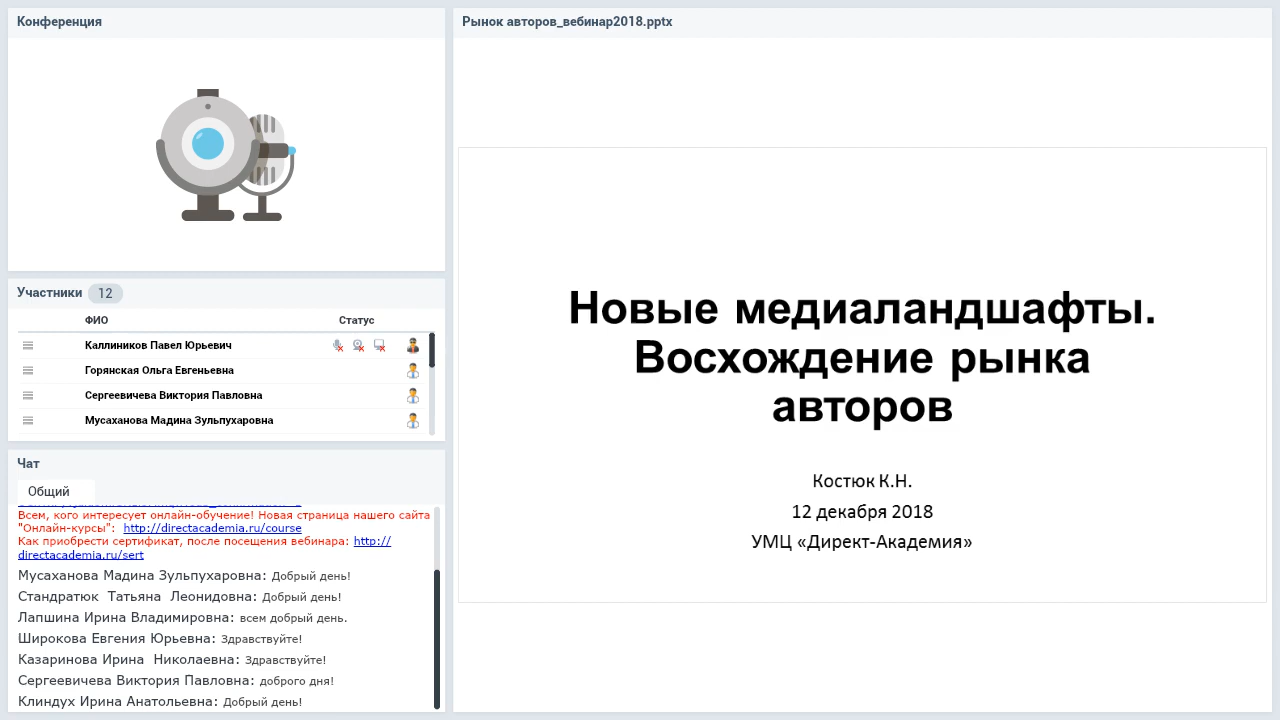 Конференция
Участники 12
ФИО Статус
Каллиников Павел Юрьевич
Горянская Ольга Евгеньевна
Сергеевичева Виктория Павловна
Мусаханова Мадина Зульпухаровна
Чат
Общий
Всем, кого интересует онлайн-обучение! Новая страница нашего сайта
"Онлайн-курсы": http://directacademia.ru/course
Как приобрести сертификат, после посещения вебинара: http://
directacademia.ru/sert
Мусаханова Мадина Зульпухаровна: Добрый день!
Стандратюк Татьяна Леонидовна: Добрый день!
Лапшина Ирина Владимировна: всем добрый день.
Широкова Евгения Юрьевна: Здравствуйте!
Казаринова Ирина Николаевна: Здравствуйте!
Сергеевичева Виктория Павловна: доброго дня!
Клиндух Ирина Анатольевна: Добрый день!
Рынок авторов_вебинар2018.pptx
Новые медиаландшафты.
Восхождение рынка
авторов
Костюк К.Н.
12 декабря 2018
УМЦ «Директ-Академия»